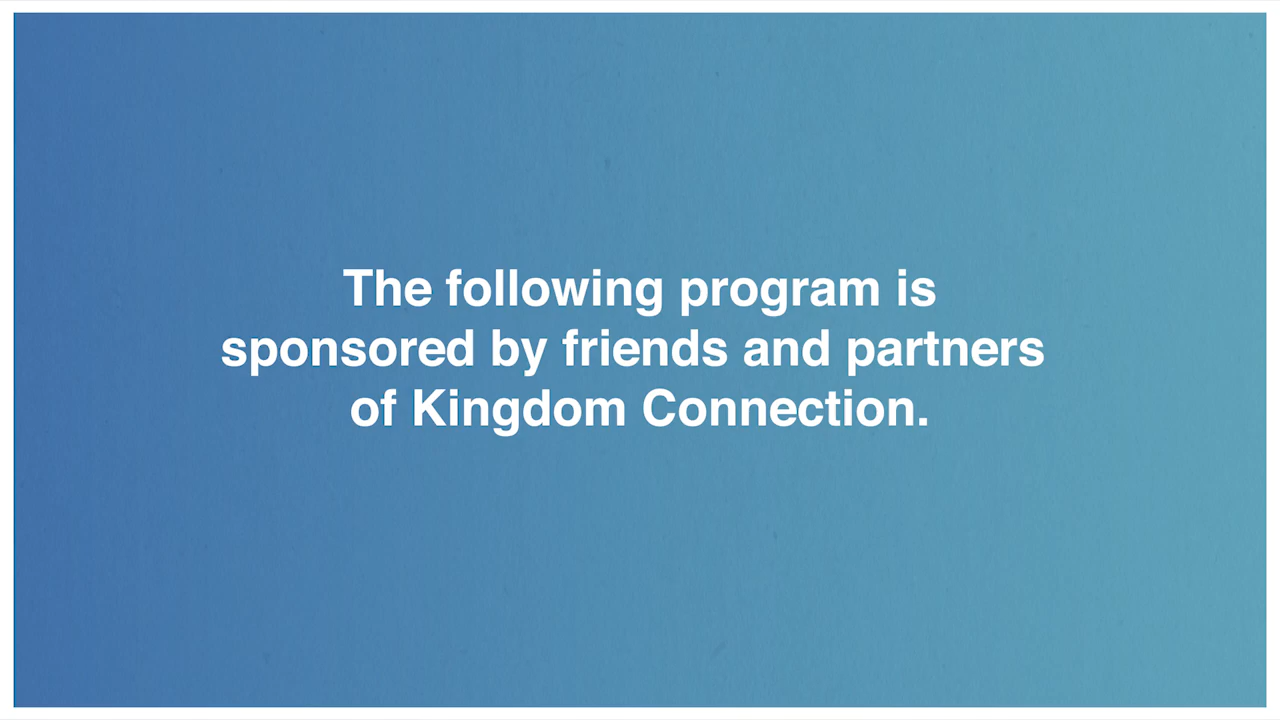 The following program is
sponsored by friends and partners
of Kingdom Connection.